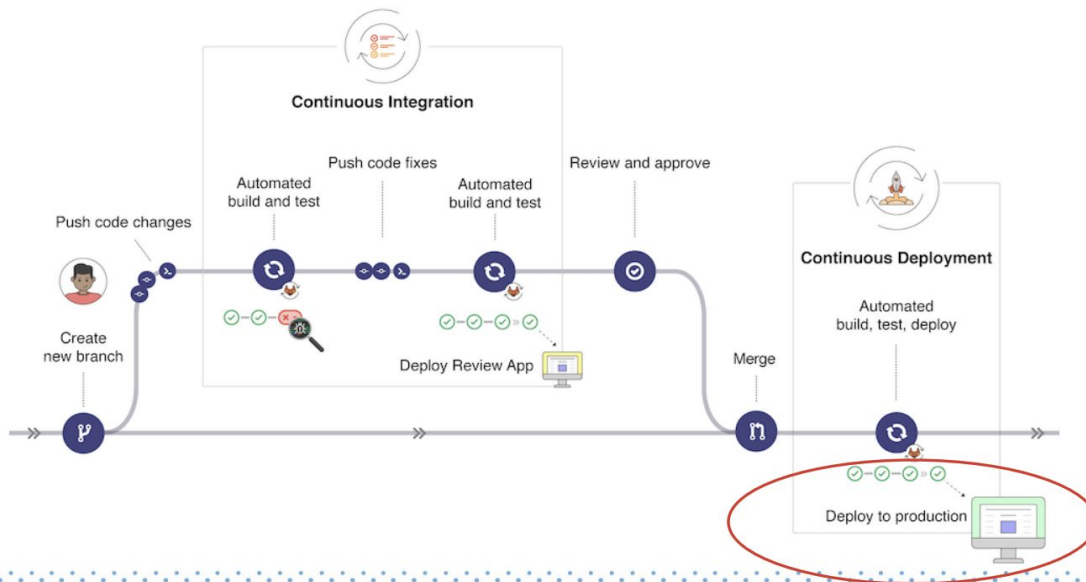 Continuous Integration
Push code fixes
Review and approve
Automated
build and test
Automated
build and test
Push code changes
Continuous Deployment
Automated
build, test, deploy
Create
new branch
Deploy Review App
Merge
Deploy to production